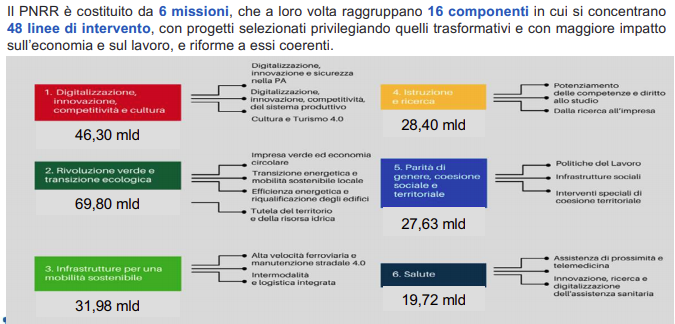 Il PNRR è costituito da 6 missioni, che a loro volta raggruppano 16 componenti in cui si concentrano
48 linee di intervento, con progetti selezionati privilegiando quelli trasformativi e con maggiore impatto
sull'economia e sul lavoro, e riforme a essi coerenti.
1. Digitalizzazione,
innovazione,
competitività e cultura
46,30 mld
Digitalizzazione,
innovazione e sicurezza
nella PA
Digitalizzazione,
innovazione, competitività,
del sistema produttivo
Cultura e Turismo 4.0
2. Rivoluzione verde e
transizione ecologica
69,80 mld
Impresa verde ed economia
circolare
Transizione energetica e
mobilità sostenibile locale
Efficienza energetica e
riqualificazione degli edifici
Tutela del territorio
e della risorsa idrica
3. Infrastrutture per una
mobilità sostenibile
31,98 mld
Alta velocità ferroviaria e
manutenzione stradale 4.0
Intermodalità
e logistica integrata
4. Istruzione
e ricerca
28,40 mld
Potenziamento
delle competenze e diritto
allo studio
Dalla ricerca all'impresa
5. Parità di
genere, coesione
sociale e
territoriale
27,63 mld
Politiche del Lavoro
Infrastrutture sociali
Interventi speciali di
coesione territoriale
6. Salute
19,72 mld
Assistenza di prossimità e
telemedicina
Innovazione, ricerca e
digitalizzazione
dell'assistenza sanitaria